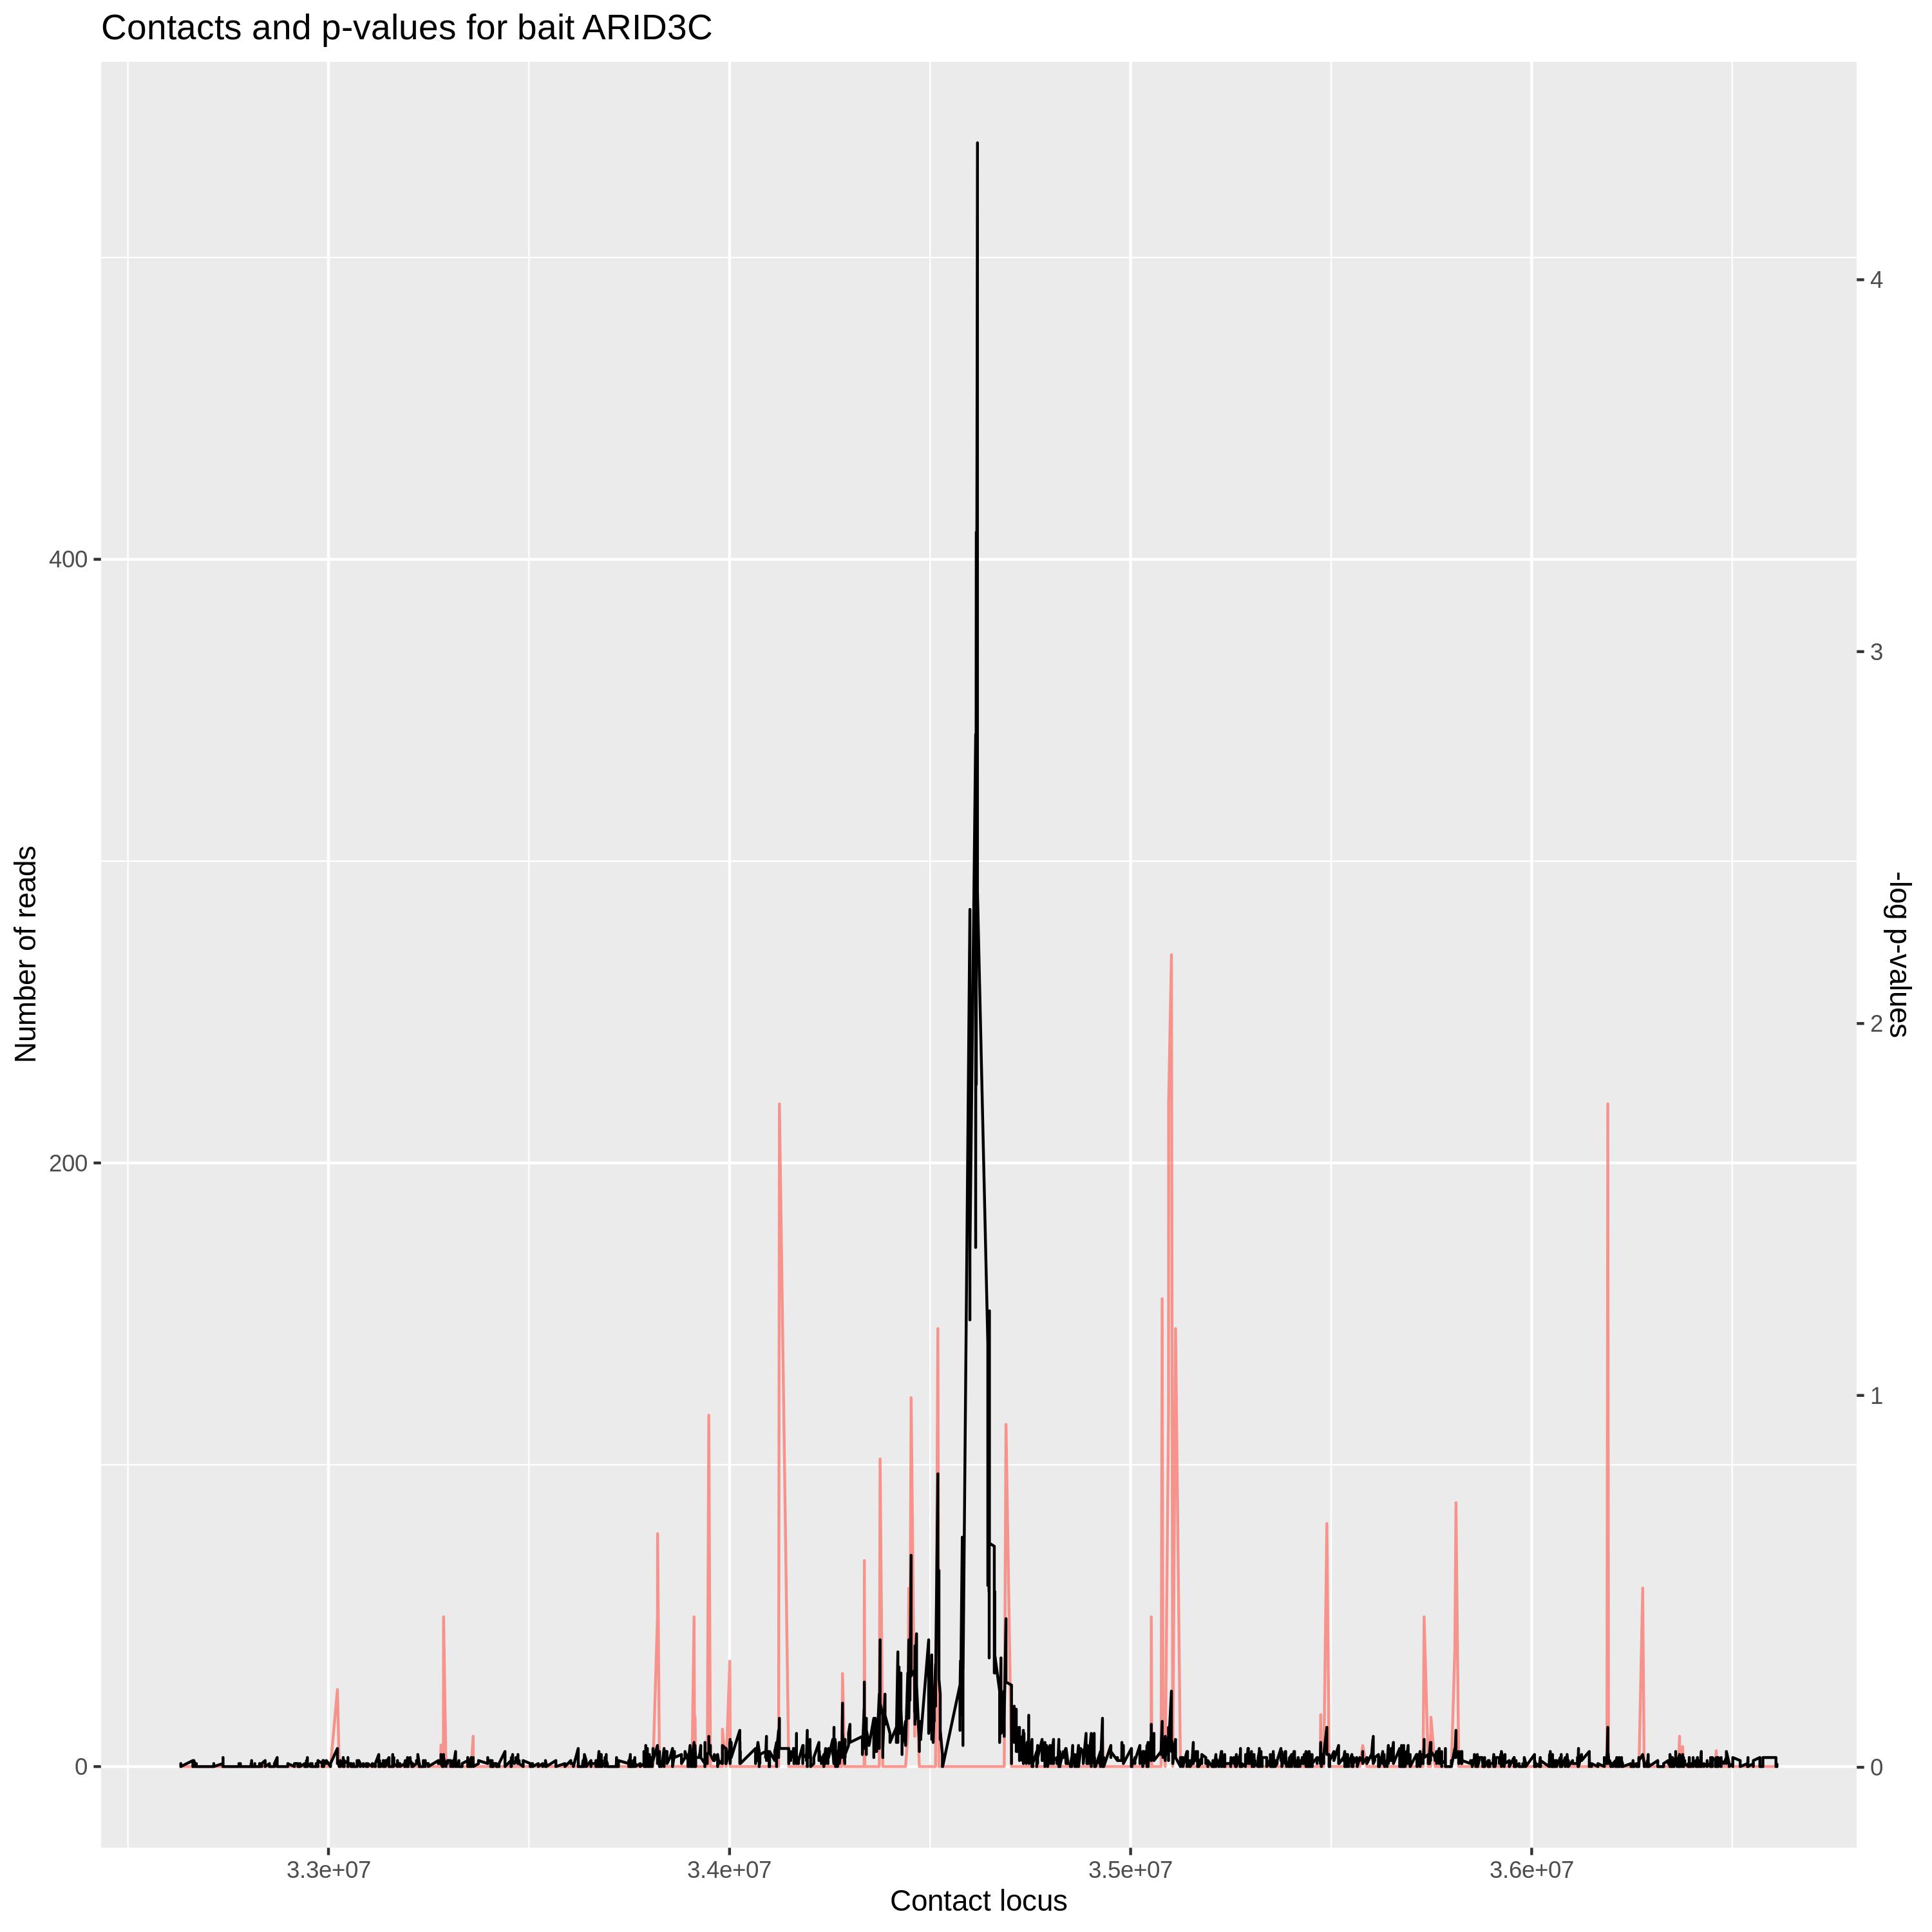 Contacts and p-values for bait ARID3C
Number of reads
400
200
0
4
3
2
1
0
-log p-values
3.3e+07
3.4e+07
3.5e+07
3.6e+07
Contact locus